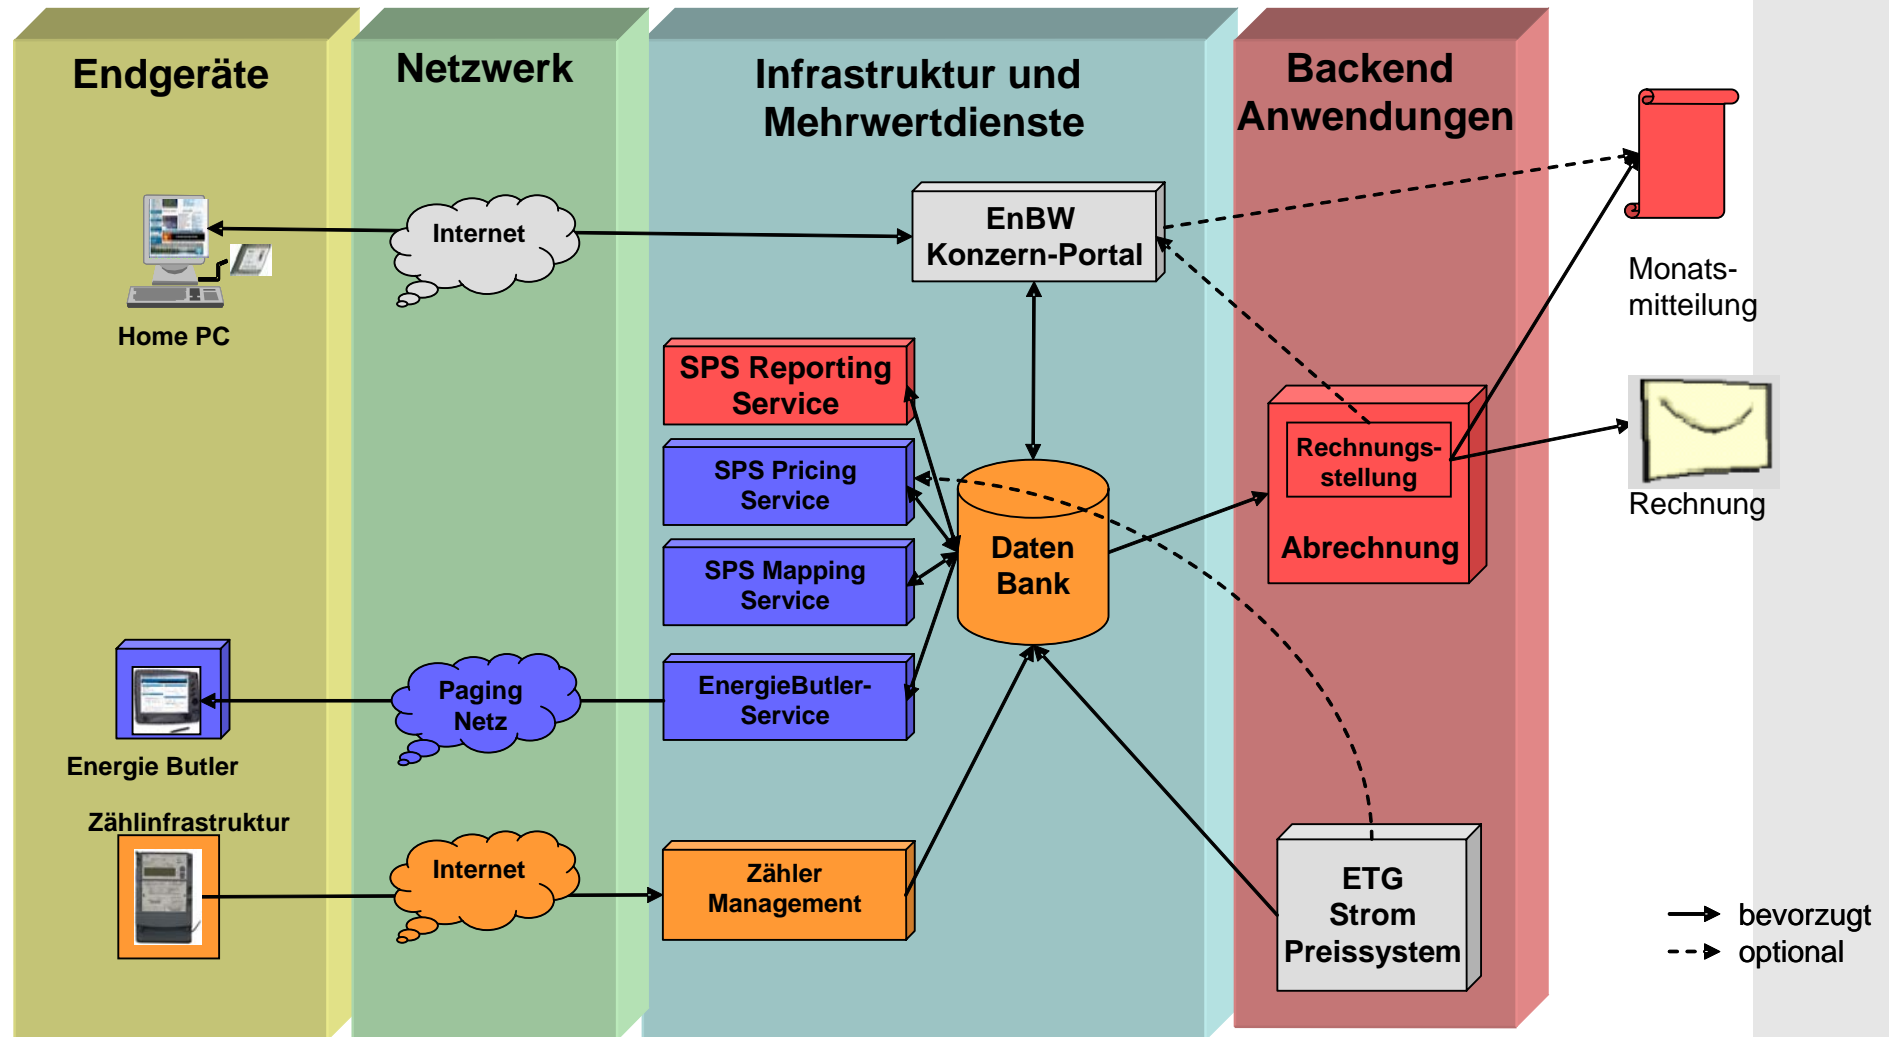 Endgeräte
Netzwerk
Infrastruktur und
Mehrwertdienste
Backend
Anwendungen
Internet
EnBW
Konzern-Portal
Home PC
Monats-
mitteilung
SPS Reporting
Service
SPS Pricing
Service
SPS Mapping
Service
EnergieButler-
Service
Daten
Bank
Rechnungs-
stellung
Abrechnung
Rechnung
Paging
Netz
Energie Butler
Zählinfrastruktur
Internet
Zähler
Management
ETG
Strom
Preissystem
bevorzugt
optional